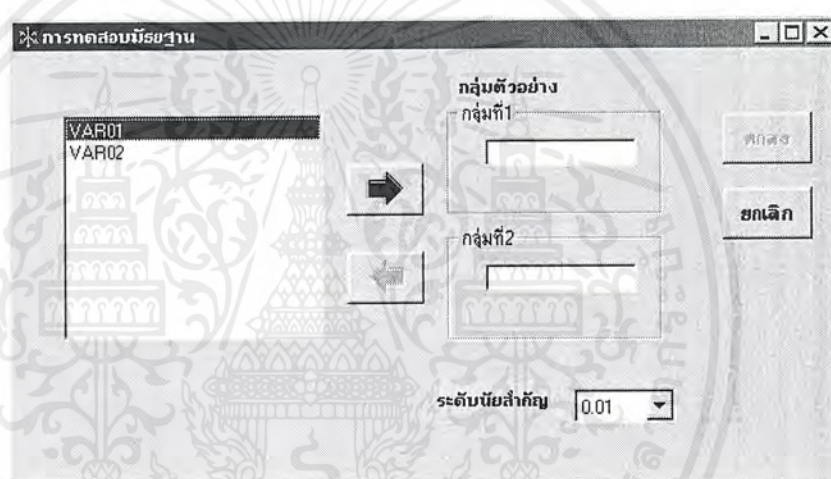 การทดสอบมัธยฐาน
VAR01
VAR02
กลุ่มตัวอย่าง
กลุ่มที่1
กลุ่มที่2
ตกลง
ยกเลิก
ระดับนัยสำคัญ
0.01